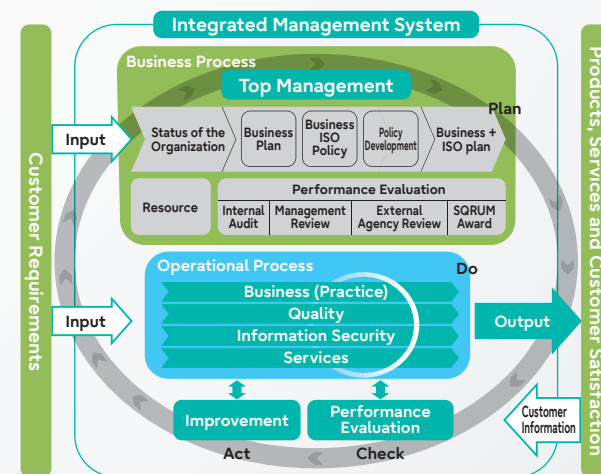 Integrated Management System
Business Process
Top Management
Plan
Input
Status of the
Organization
Business
Plan
Business
ISO
Policy
Policy
Development
Business +
ISO plan
Resource
Performance Evaluation
Internal
Audit
Management
Review
External
Agency Review
SQRUM
Award
Customer Requirements
Products, Services and Customer Satisfaction
Operational Process
Do
Business (Practice)
Quality
Information Security
Services
Input
Output
Improvement
Performance
Evaluation
Customer
Information
Act
Check